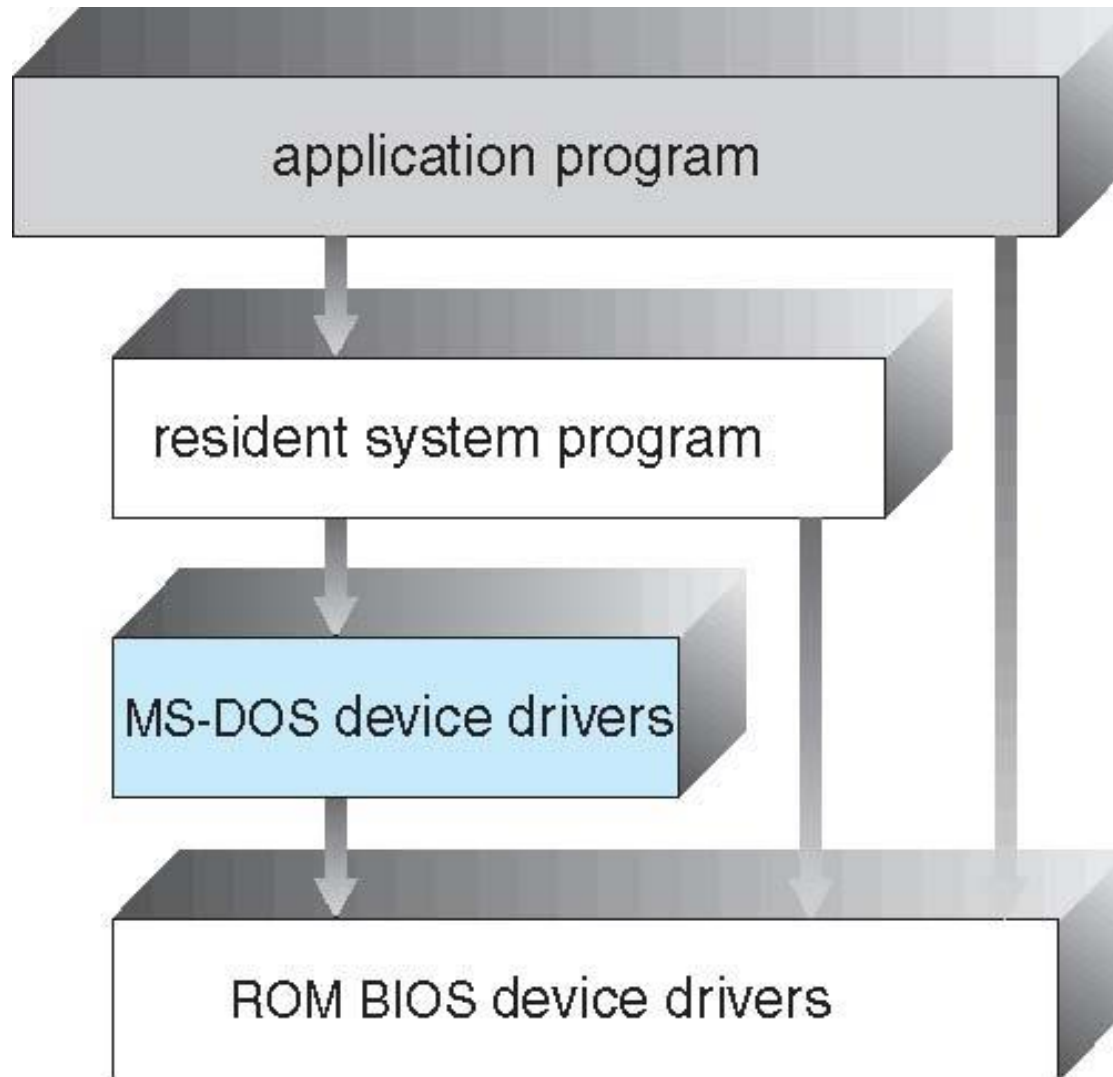 application program
resident system program
MS-DOS device drivers
ROM BIOS device drivers